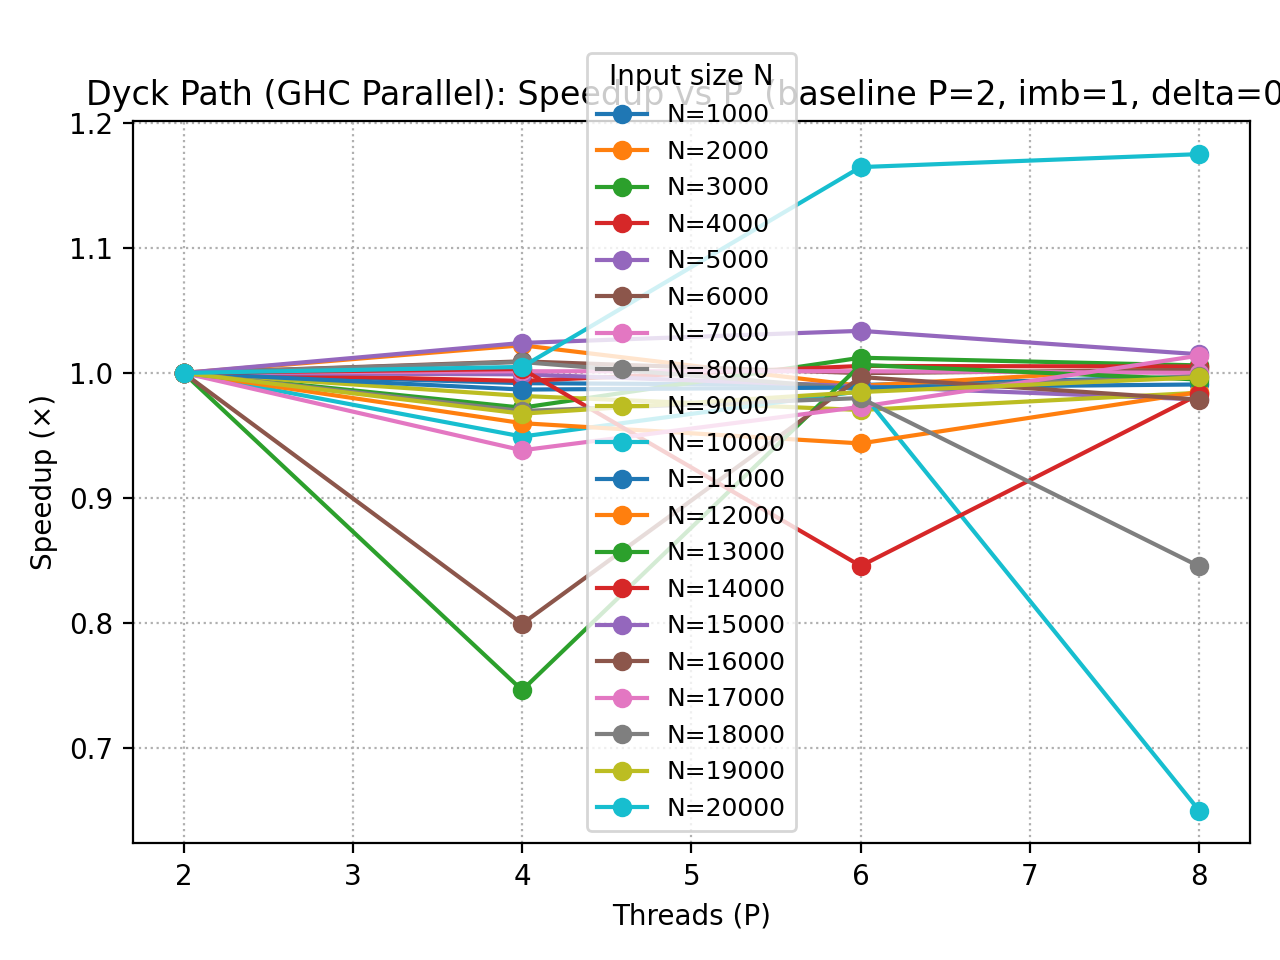 Dyck Path (GHC Parallel): Speedup vs P (baseline P=2, imb=1, delta=0
Input size N
N=1000
N=2000
N=3000
N=4000
N=5000
N=6000
N=7000
N=8000
N=9000
N=10000
N=11000
N=12000
N=13000
N=14000
N=15000
N=16000
N=17000
N=18000
N=19000
N=20000
Speedup (×)
1.2
1.1
1.0
0.9
0.8
0.7
2 3 4 5 6 7 8
Threads (P)